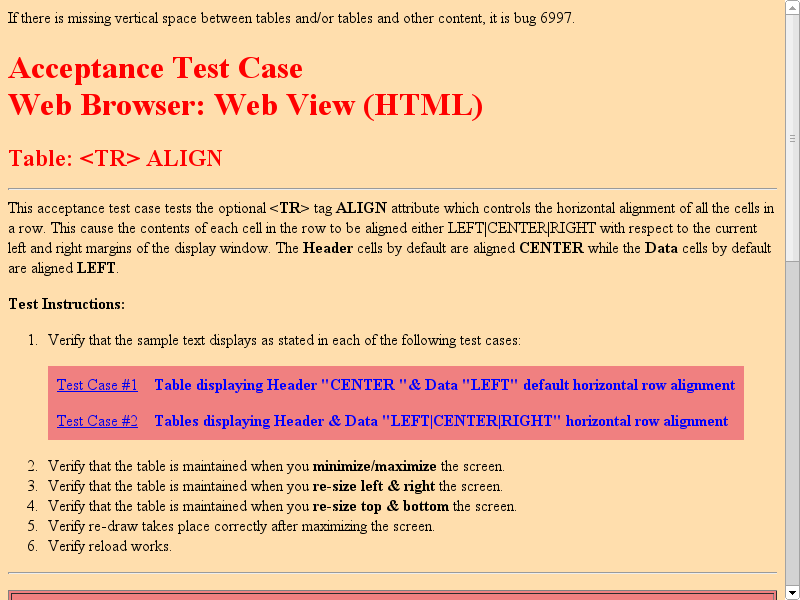 If there is missing vertical space between tables and/or tables and other content, it is bug 6997.
Acceptance Test Case
Web Browser: Web View (HTML)
Table: <TR> ALIGN
This acceptance test case tests the optional <TR> tag ALIGN attribute which controls the horizontal alignment of all the cells in
a row. This cause the contents of each cell in the row to be aligned either LEFT|CENTER|RIGHT with respect to the current
left and right margins of the display window. The Header cells by default are aligned CENTER while the Data cells by default
are aligned LEFT.
Test Instructions:
1. Verify that the sample text displays as stated in each of the following test cases:
Test Case #1 Table displaying Header "CENTER "& Data "LEFT" default horizontal row alignment
Test Case #2 Tables displaying Header & Data "LEFT|CENTER|RIGHT" horizontal row alignment
2. Verify that the table is maintained when you minimize/maximize the screen.
3. Verify that the table is maintained when you re-size left & right the screen.
4. Verify that the table is maintained when you re-size top & bottom the screen.
5. Verify re-draw takes place correctly after maximizing the screen.
6. Verify reload works.